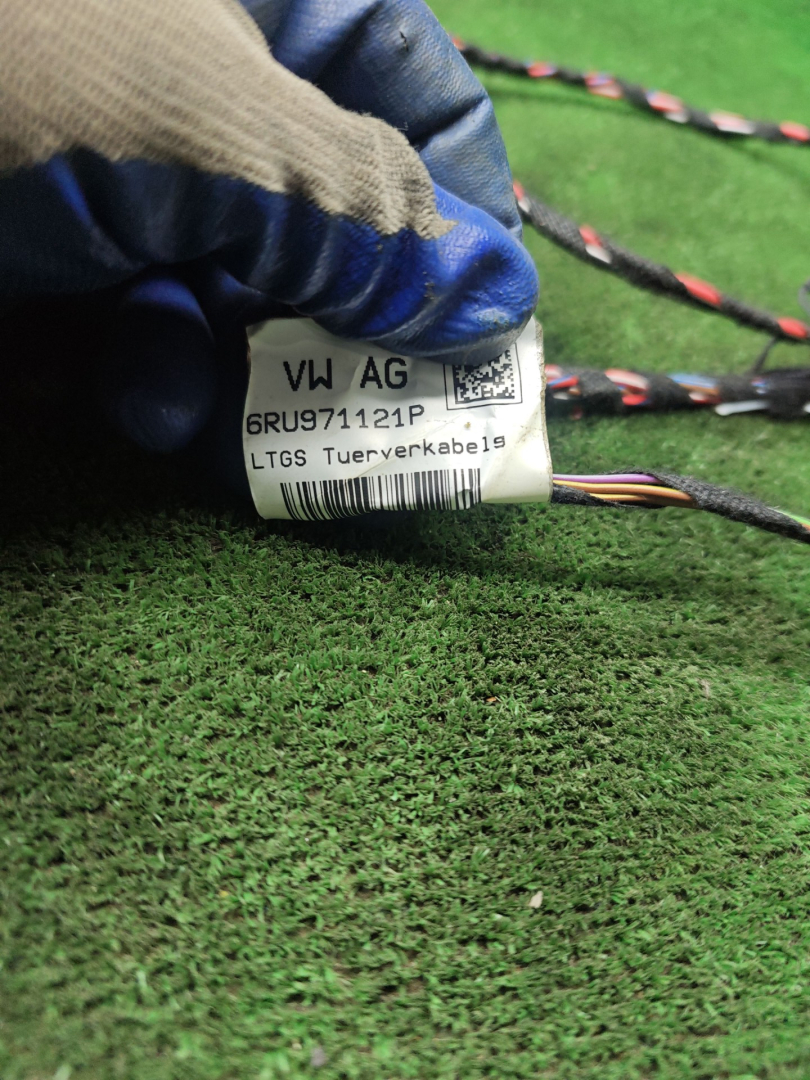 VW AG
6RU971121P
LTGS Tuerverkabelg